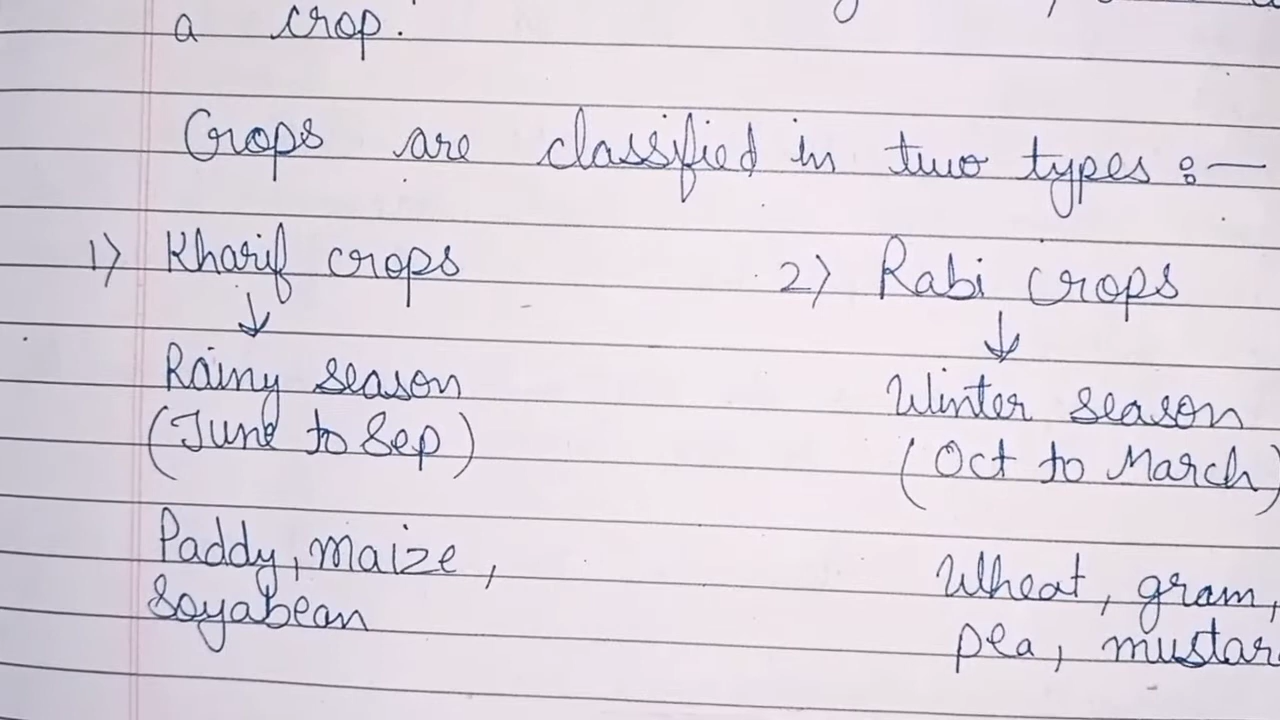 a crop.
Crops are classified in two types :—
1) Kharif crops
2) Rabi crops
↓
↓
Rainy season
Winter season
(June to Sep)
(Oct to March)
Paddy, maize,
Wheat, gram,
Soyabean
pea, mustar